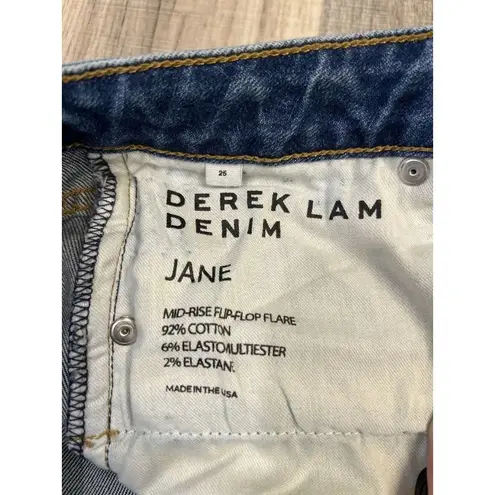 25
DEREK LAM
DENIM
JANE
MID-RISE FLIP-FLOP FLARE
92% COTTON
6% ELASTOMULTIESTER
2% ELASTANE
MADE IN THE USA